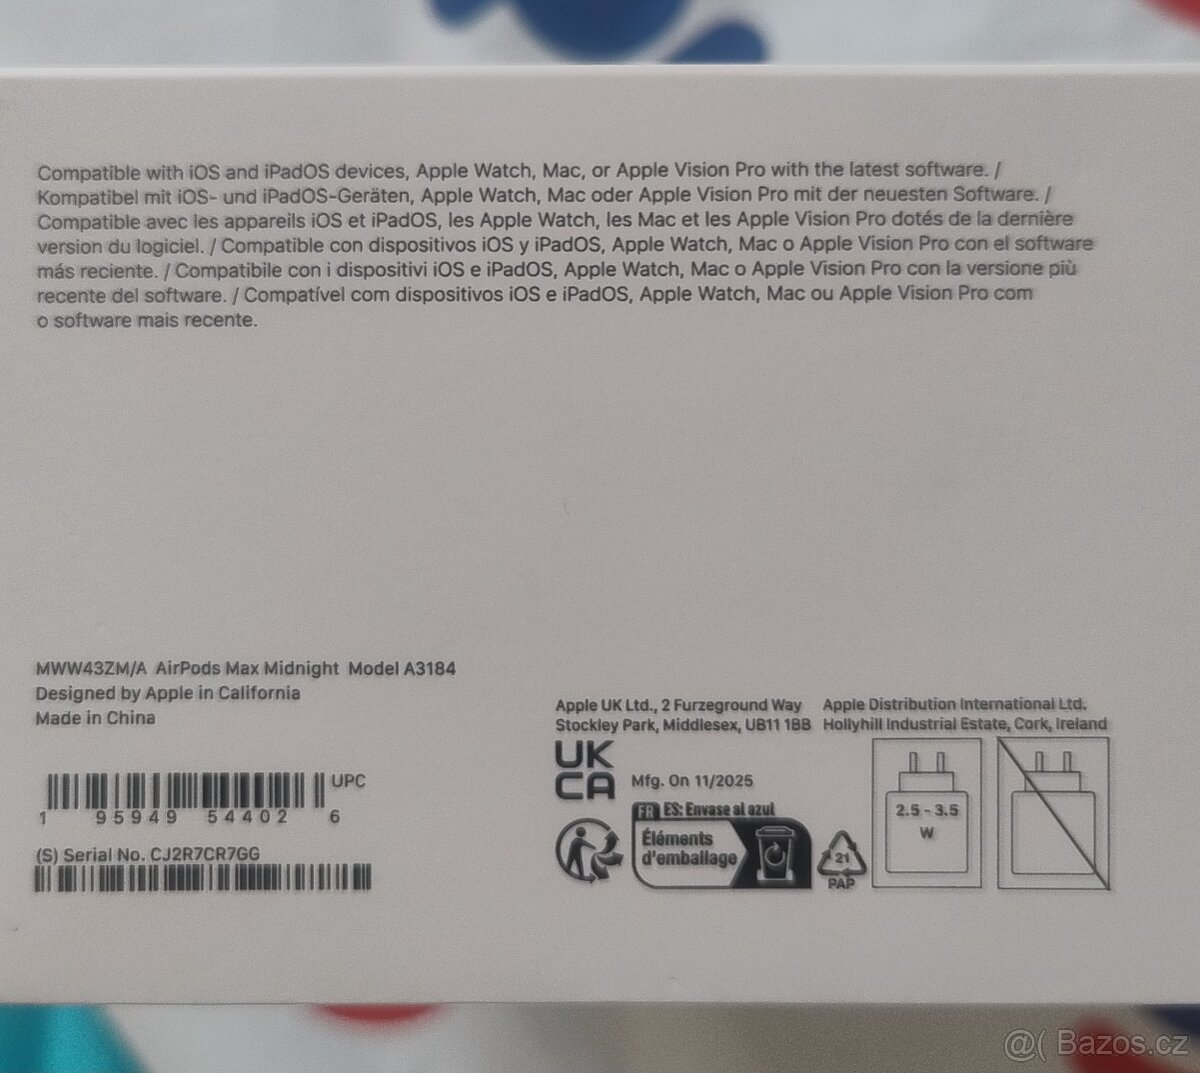 Compatible with iOS and iPadOS devices, Apple Watch, Mac, or Apple Vision Pro with the latest software. /
Kompatibel mit iOS- und iPadOS-Geräten, Apple Watch, Mac oder Apple Vision Pro mit der neuesten Software. /
Compatible avec les appareils iOS et iPadOS, les Apple Watch, les Mac et les Apple Vision Pro dotés de la dernière
version du logiciel. / Compatible con dispositivos iOS y iPadOS, Apple Watch, Mac o Apple Vision Pro con el software
más reciente. / Compatibile con i dispositivi iOS e iPadOS, Apple Watch, Mac o Apple Vision Pro con la versione più
recente del software. / Compatível com dispositivos iOS e iPadOS, Apple Watch, Mac ou Apple Vision Pro com
o software mais recente.
MWW43ZM/A AirPods Max Midnight Model A3184
Designed by Apple in California
Made in China
UPC
1 95949 54402 6
(S) Serial No. CJ2R7CR7GG
Apple UK Ltd., 2 Furzeground Way
Stockley Park, Middlesex, UB11 1BB
Apple Distribution International Ltd.
Hollyhill Industrial Estate, Cork, Ireland
UK
CA
Mfg. On 11/2025
FR ES: Envase al azul
Éléments
d'emballage
21
PAP
2.5 - 3.5
W
@( Bazos.cz